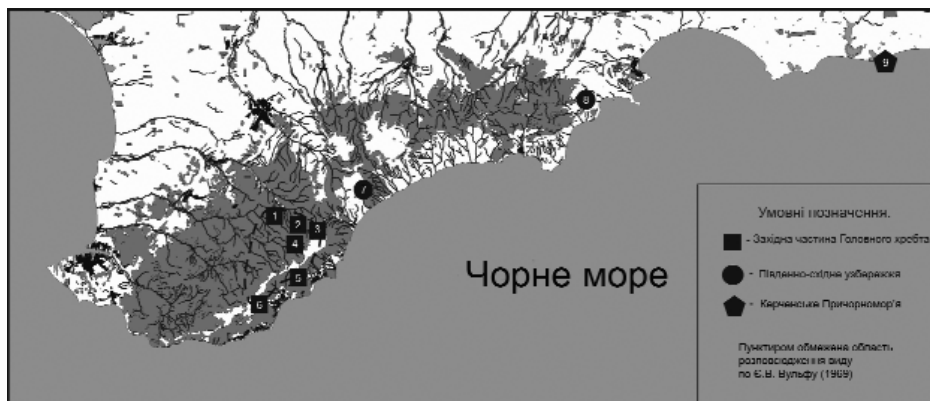 9
8
7
1
2
3
4
5
6
Чорне море
Умовні позначення.
- Західна частина Головного хребта
- Південно-східне узбережжя
- Керченське Причорномор'я
Пунктиром обмежена область
розповсюдження виду
по Є.В. Вульфу (1969)